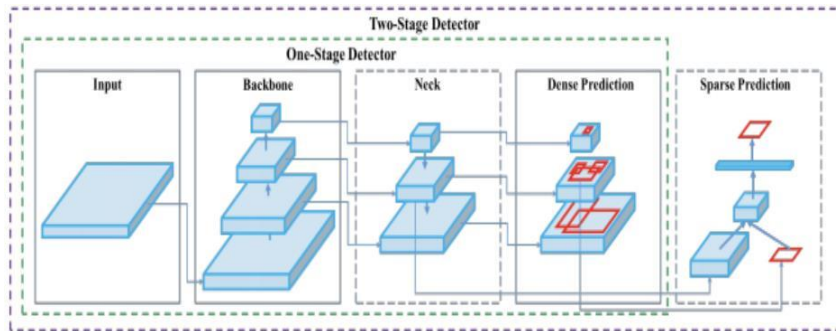 Two-Stage Detector
One-Stage Detector
Input
Backbone
Neck
Dense Prediction
Sparse Prediction